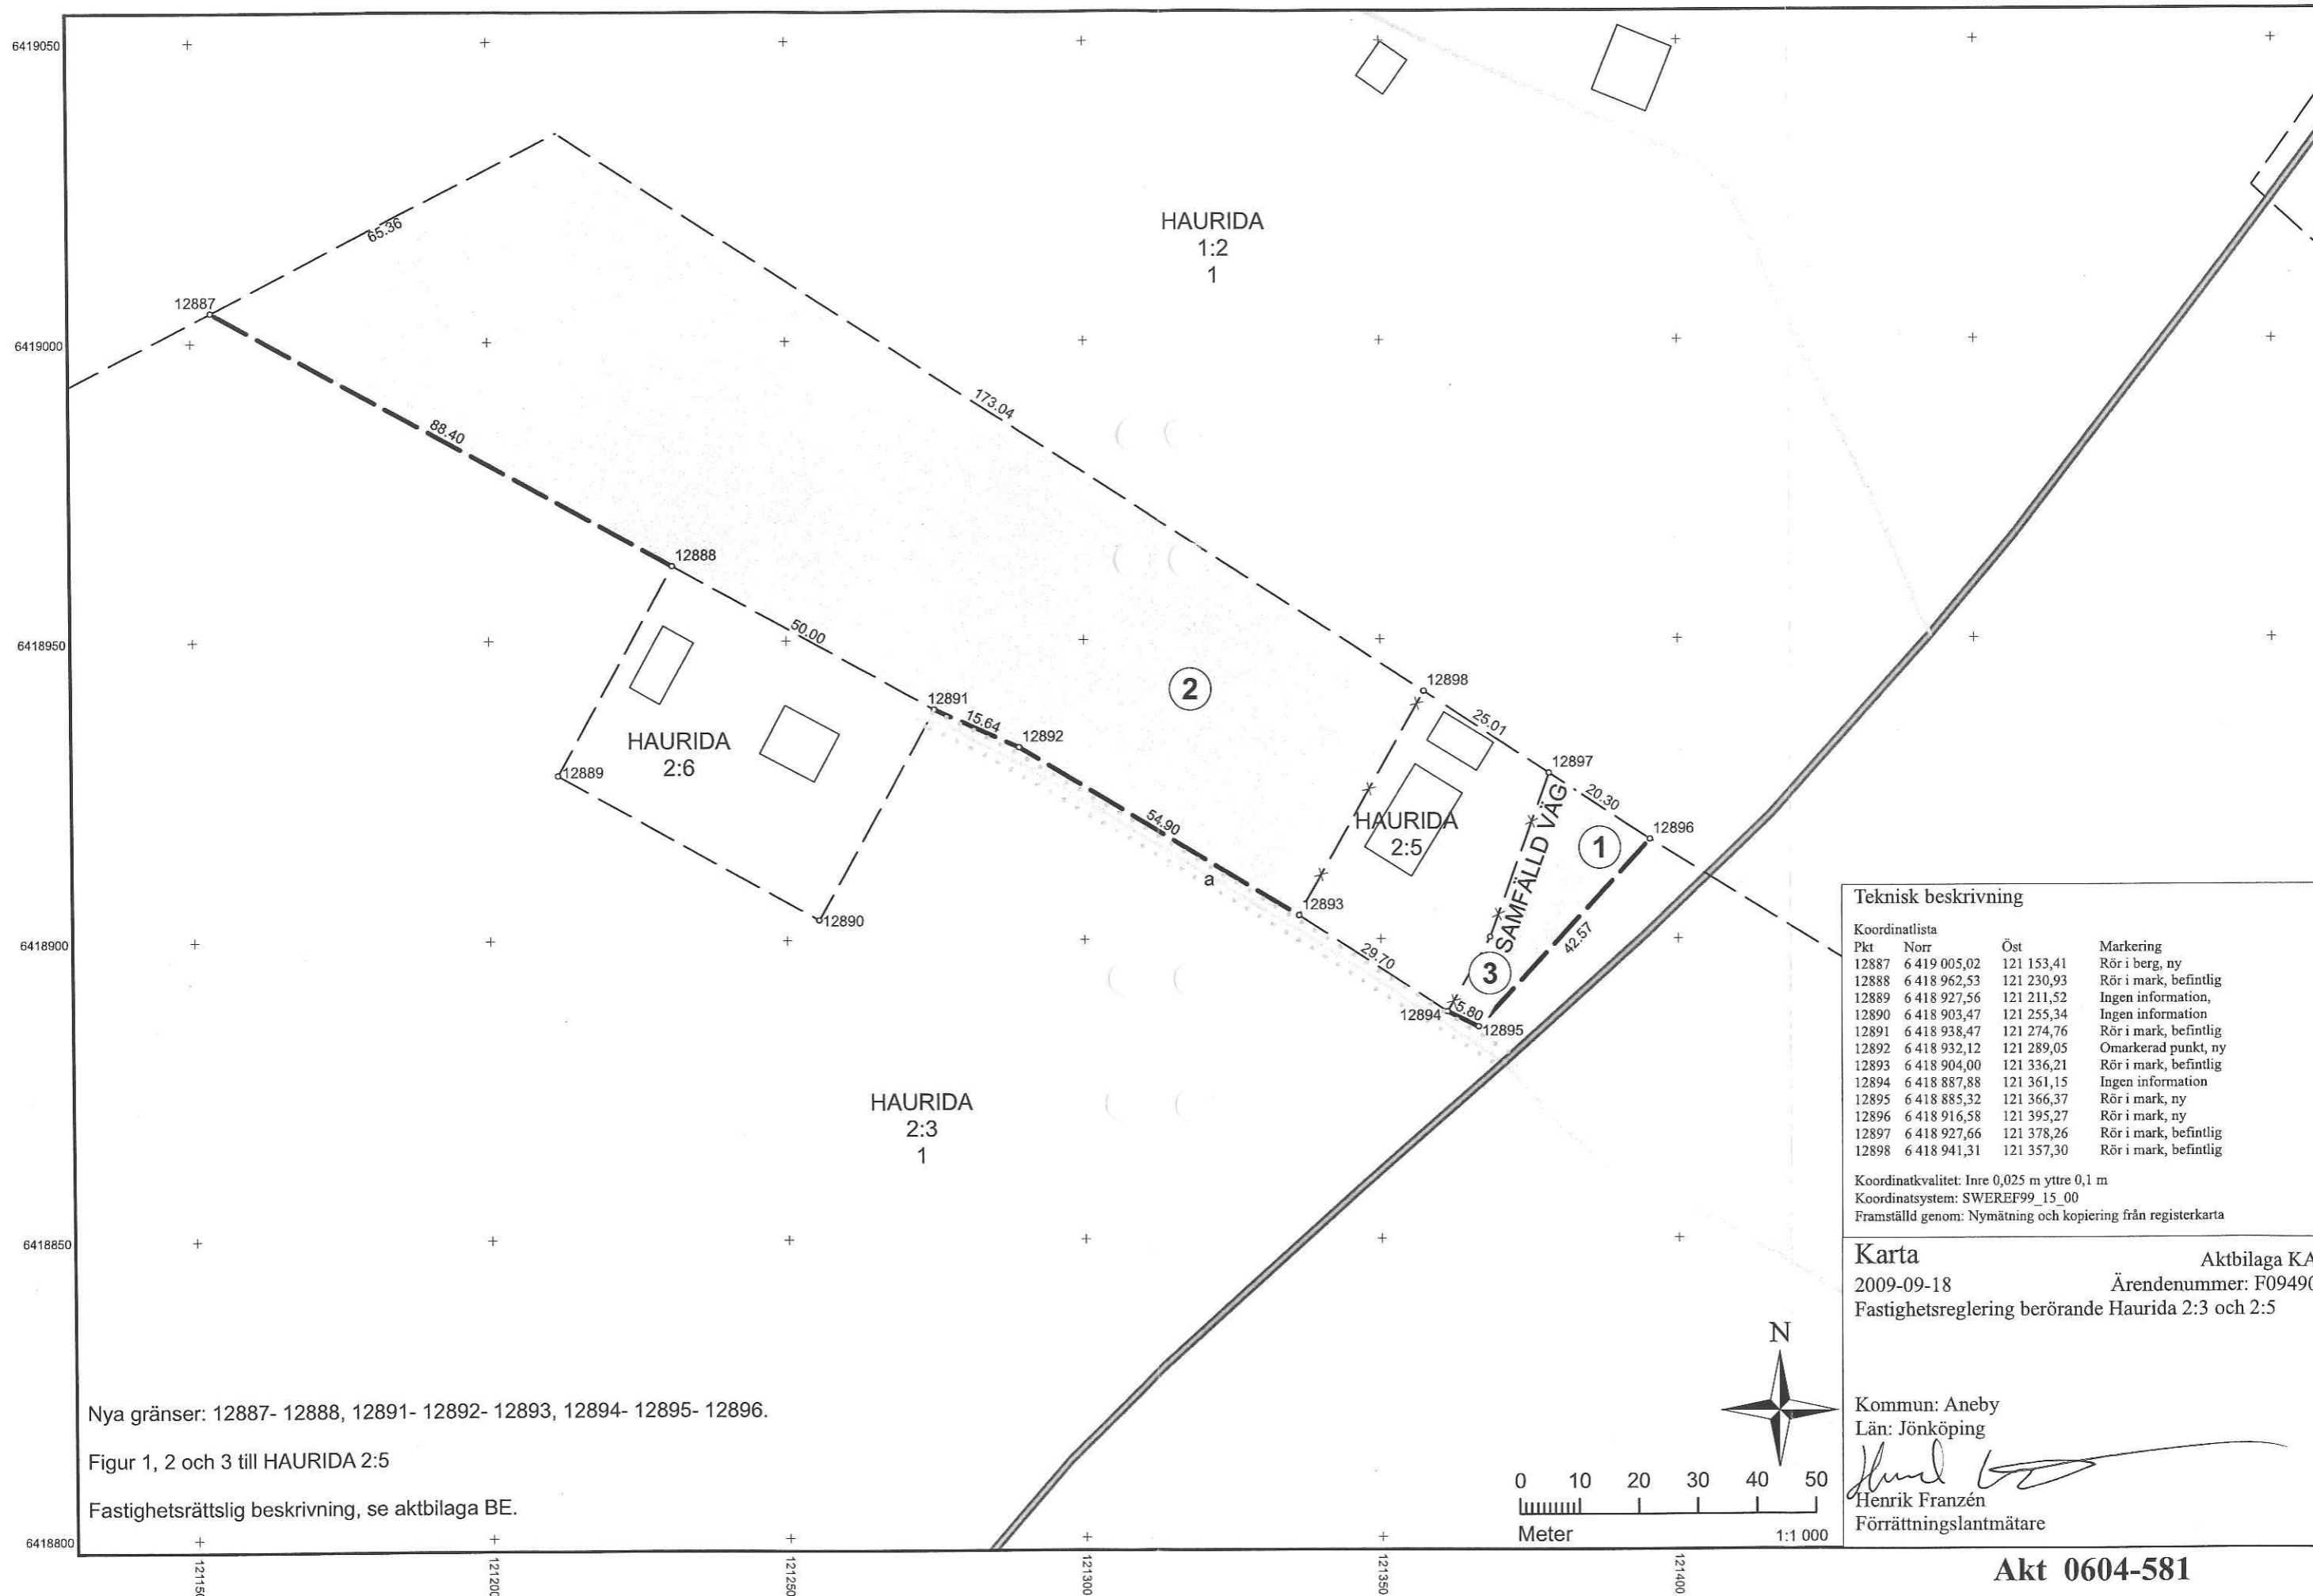 6419050
6419000
6418950
6418900
6418850
6418800
121150
121200
121250
121300
121350
121400
65.36
12887
88.40
HAURIDA
1:2
1
173.04
12888
50.00
12891
15.64
12892
2
12898
25.01
12897
20.30
12896
HAURIDA
2:6
12889
12890
54.90
a
12893
HAURIDA
2:5
SAMFÄLLD VÄG
1
42.57
3
29.70
12894
5.80
12895
HAURIDA
2:3
1
Nya gränser: 12887- 12888, 12891- 12892- 12893, 12894- 12895- 12896.
Figur 1, 2 och 3 till HAURIDA 2:5
Fastighetsrättslig beskrivning, se aktbilaga BE.
N
0 10 20 30 40 50
Meter 1:1 000
Teknisk beskrivning
Koordinatlista
Pkt Norr Öst Markering
12887 6 419 005,02 121 153,41 Rör i berg, ny
12888 6 418 962,53 121 230,93 Rör i mark, befintlig
12889 6 418 927,56 121 211,52 Ingen information,
12890 6 418 903,47 121 255,34 Ingen information
12891 6 418 938,47 121 274,76 Rör i mark, befintlig
12892 6 418 932,12 121 289,05 Omarkerad punkt, ny
12893 6 418 904,00 121 336,21 Rör i mark, befintlig
12894 6 418 887,88 121 361,15 Ingen information
12895 6 418 885,32 121 366,37 Rör i mark, ny
12896 6 418 916,58 121 395,27 Rör i mark, ny
12897 6 418 927,66 121 378,26 Rör i mark, befintlig
12898 6 418 941,31 121 357,30 Rör i mark, befintlig
Koordinatkvalitet: Inre 0,025 m yttre 0,1 m
Koordinatsystem: SWEREF99_15_00
Framställd genom: Nymätning och kopiering från registerkarta
Karta Aktbilaga KA
2009-09-18 Ärendenummer: F09490
Fastighetsreglering berörande Haurida 2:3 och 2:5
Kommun: Aneby
Län: Jönköping
Henrik Franzén
Förrättningslantmätare
Akt 0604-581